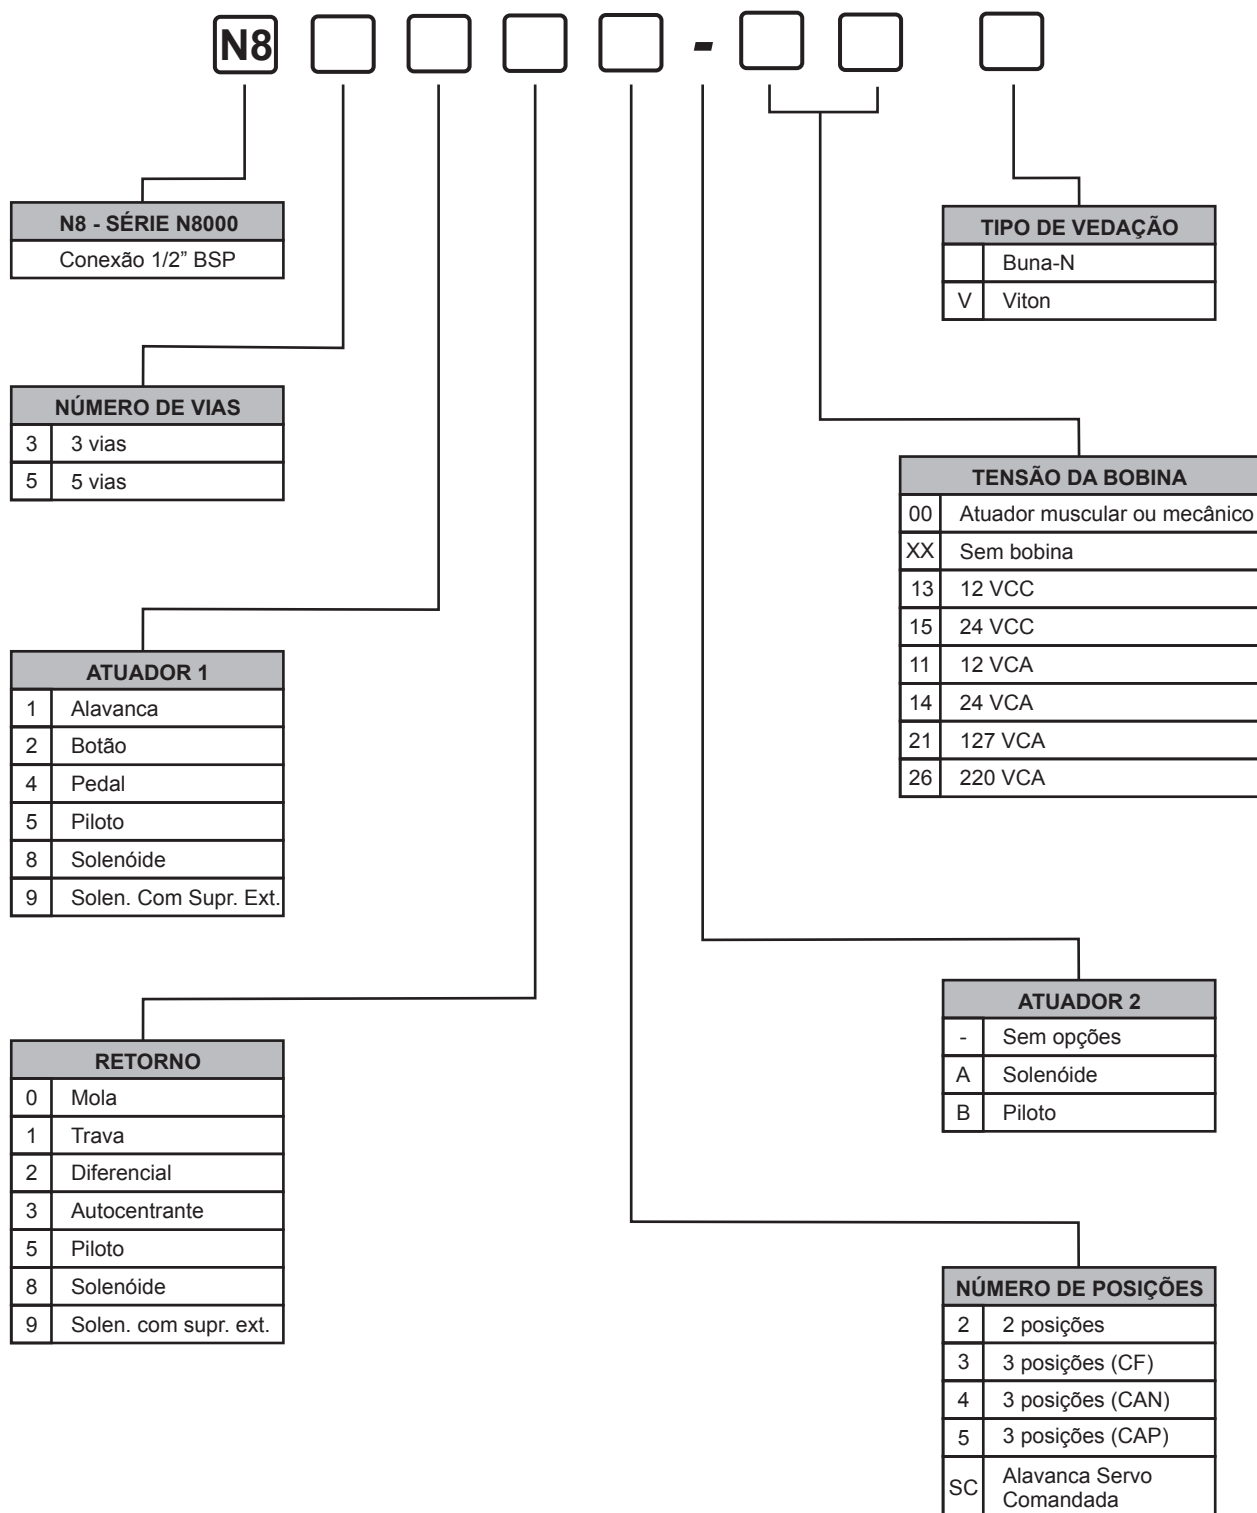 N8 -
N8 - SÉRIE N8000
Conexão 1/2” BSP
NÚMERO DE VIAS
3 3 vias
5 5 vias
ATUADOR 1
1 Alavanca
2 Botão
4 Pedal
5 Piloto
8 Solenóide
9 Solen. Com Supr. Ext.
RETORNO
0 Mola
1 Trava
2 Diferencial
3 Autocentrante
5 Piloto
8 Solenóide
9 Solen. com supr. ext.
TIPO DE VEDAÇÃO
Buna-N
V Viton
TENSÃO DA BOBINA
00 Atuador muscular ou mecânico
XX Sem bobina
13 12 VCC
15 24 VCC
11 12 VCA
14 24 VCA
21 127 VCA
26 220 VCA
ATUADOR 2
- Sem opções
A Solenóide
B Piloto
NÚMERO DE POSIÇÕES
2 2 posições
3 3 posições (CF)
4 3 posições (CAN)
5 3 posições (CAP)
SC Alavanca Servo
Comandada